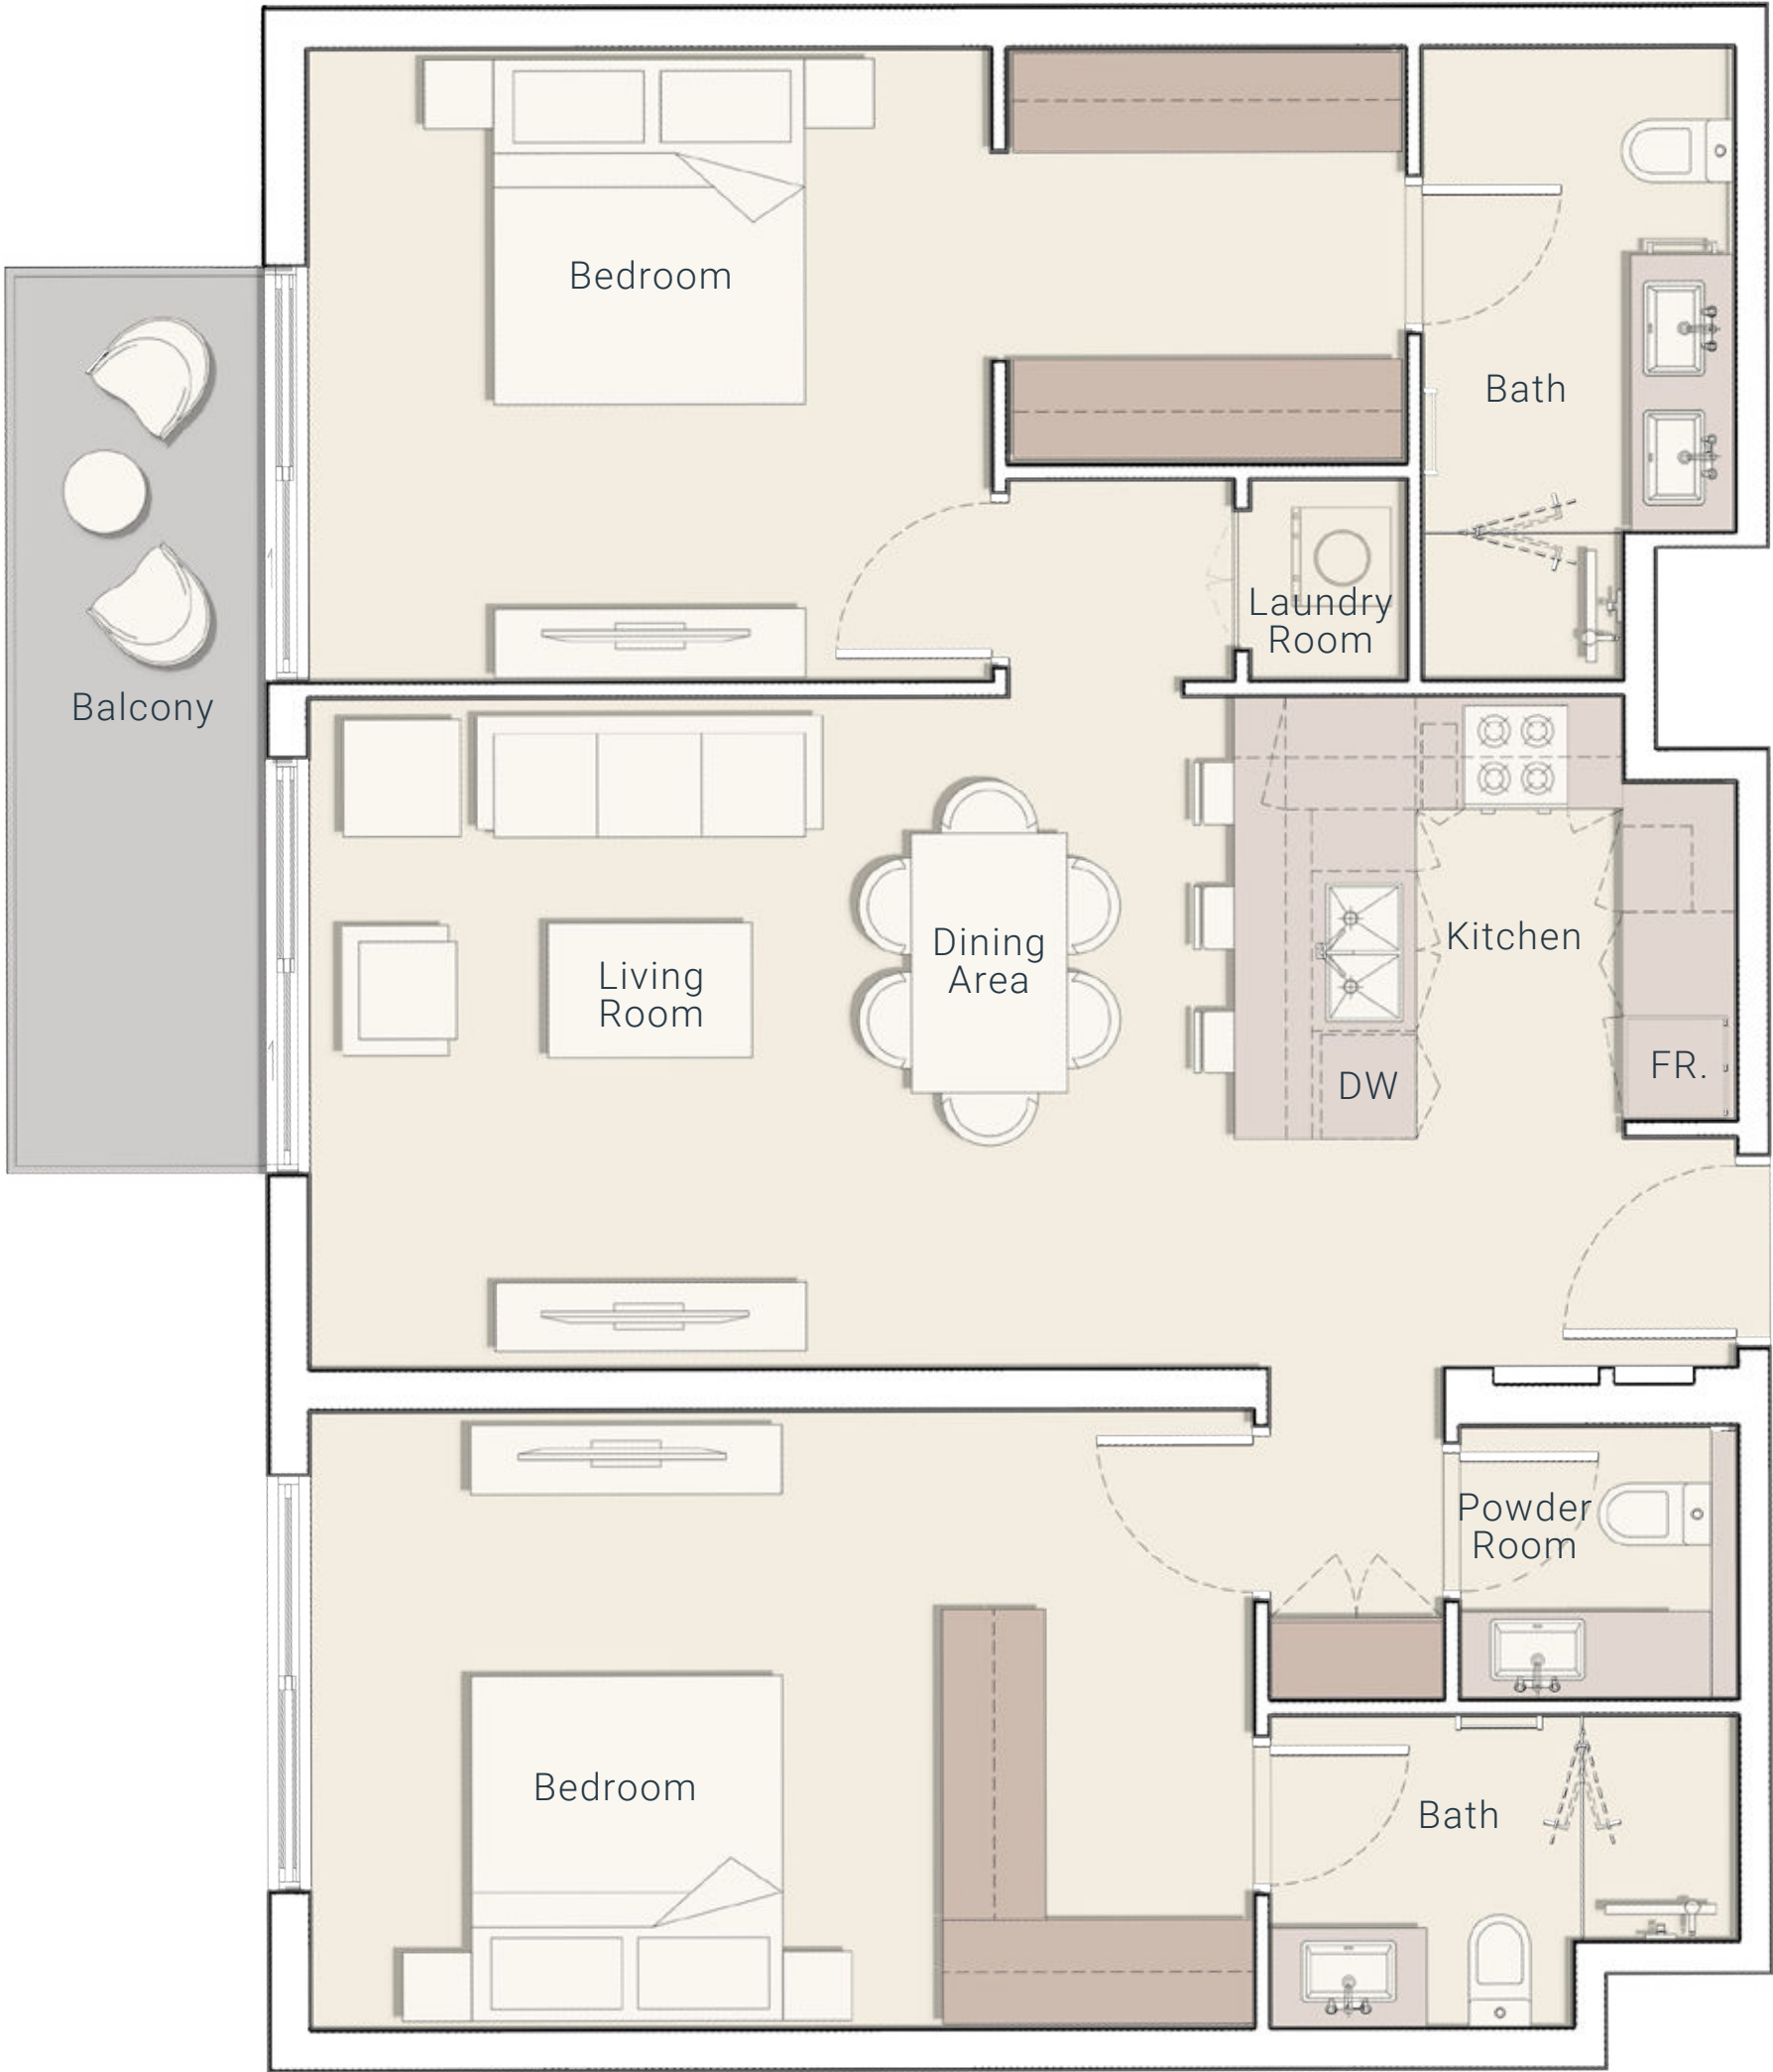 Bedroom
Bath
Laundry
Room
Balcony
Living
Room
Dining
Area
Kitchen
DW
FR.
Powder
Room
Bedroom
Bath